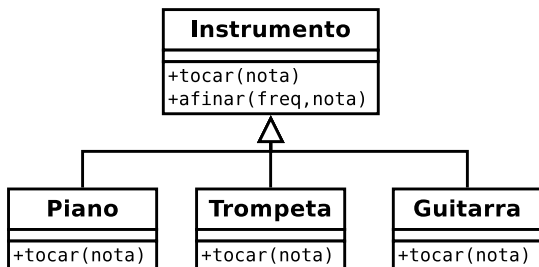 Instrumento
+tocar(nota)
+afinar(freq,nota)
Piano
Trompeta
Guitarra
+tocar(nota)
+tocar(nota)
+tocar(nota)